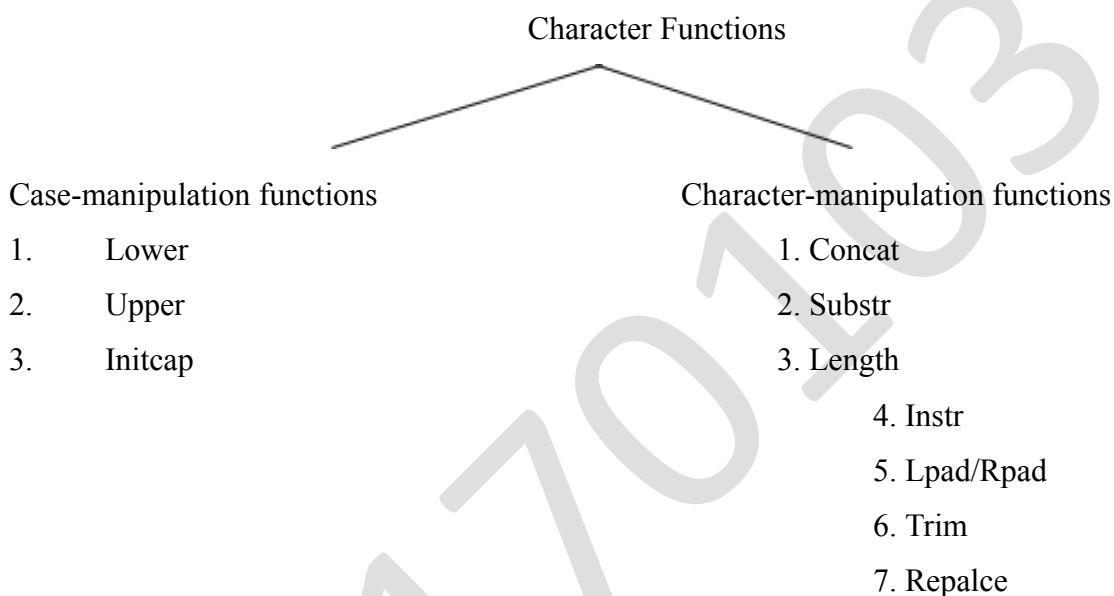 Character Functions
Case-manipulation functions
1. Lower
2. Upper
3. Initcap
Character-manipulation functions
1. Concat
2. Substr
3. Length
4. Instr
5. Lpad/Rpad
6. Trim
7. Repalce